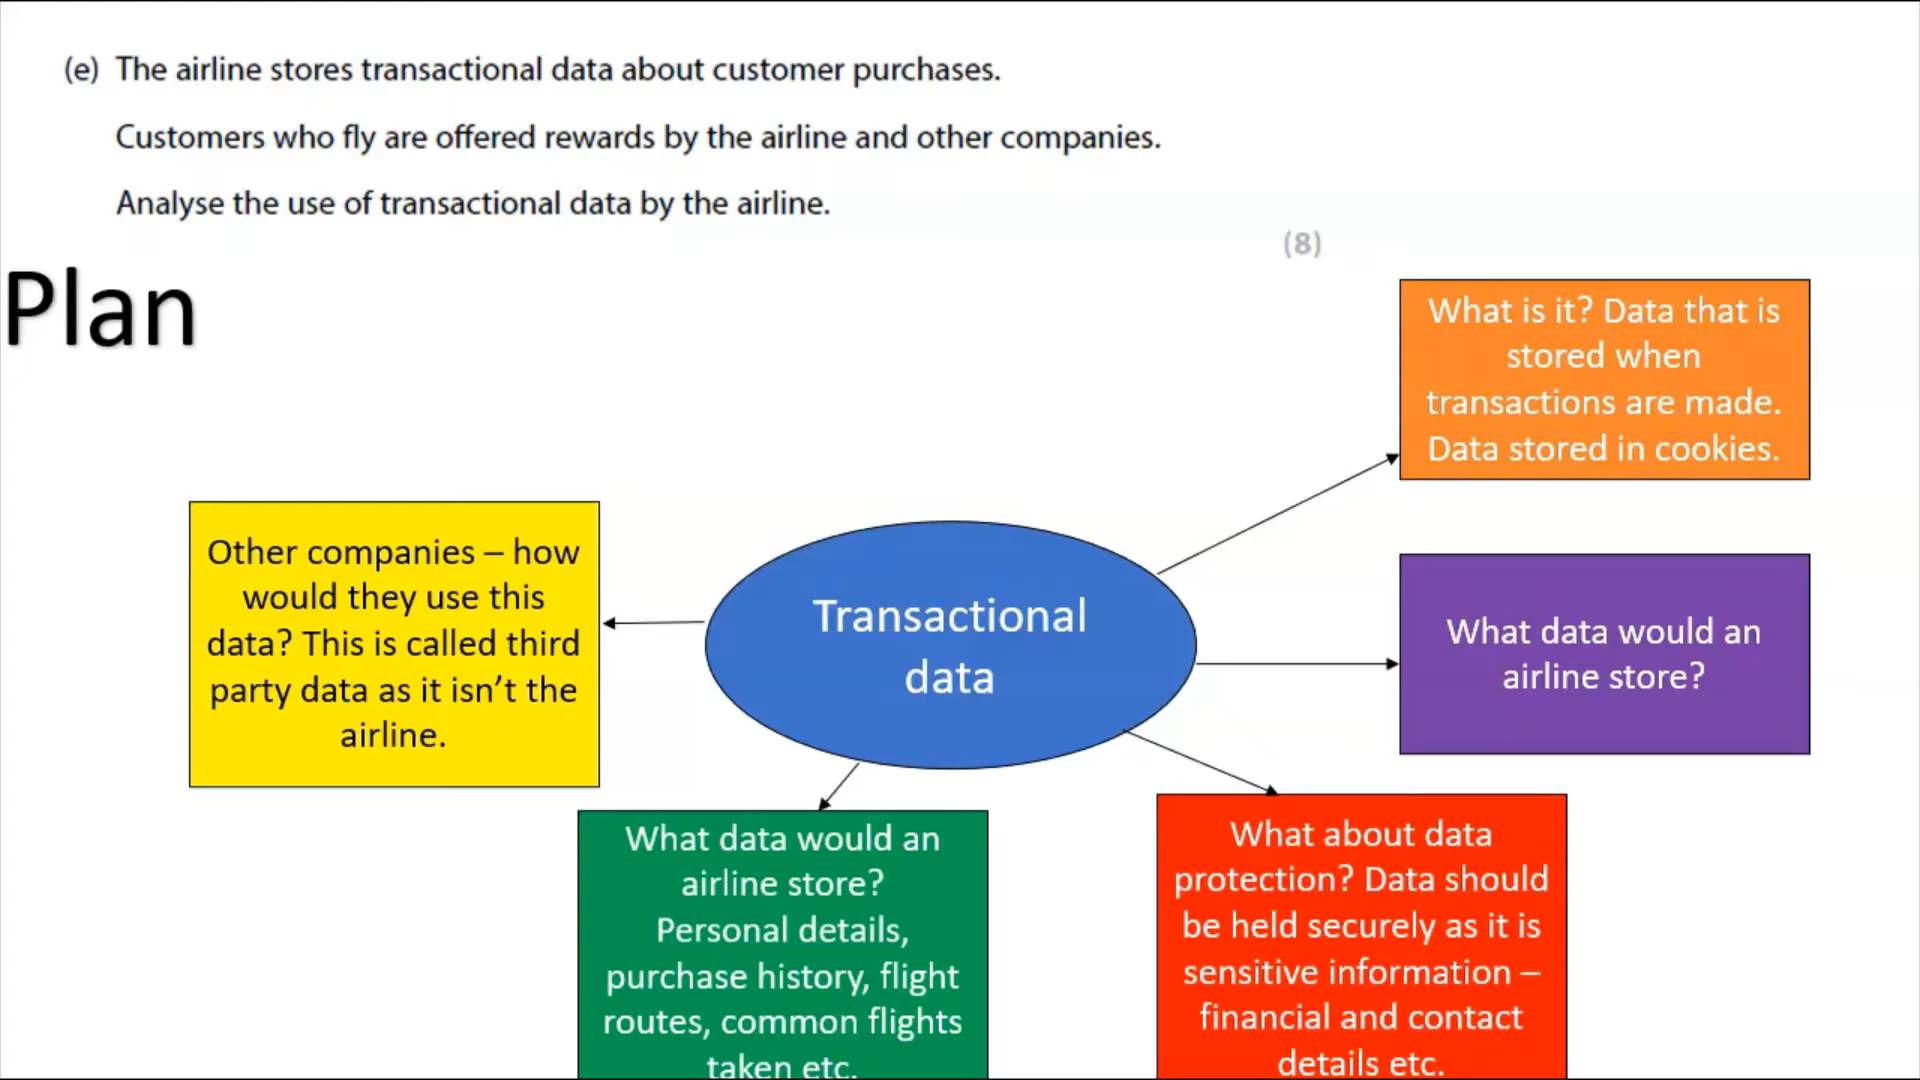 (e) The airline stores transactional data about customer purchases.
Customers who fly are offered rewards by the airline and other companies.
Analyse the use of transactional data by the airline.
(8)
Plan
What is it? Data that is
stored when
transactions are made.
Data stored in cookies.
Other companies – how
would they use this
data? This is called third
party data as it isn’t the
airline.
Transactional
data
What data would an
airline store?
What data would an
airline store?
Personal details,
purchase history, flight
routes, common flights
taken etc.
What about data
protection? Data should
be held securely as it is
sensitive information –
financial and contact
details etc.